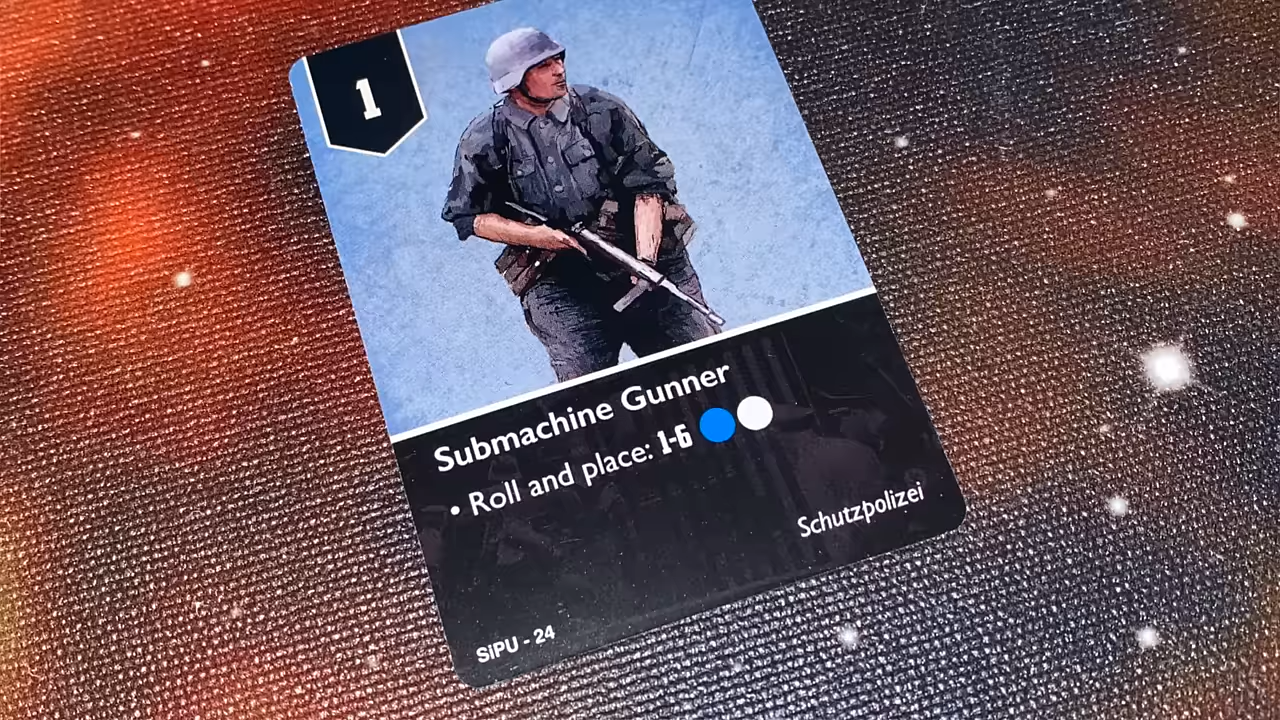 1
Submachine Gunner
• Roll and place: 1-6
Schutzpolizei
SiPU - 24